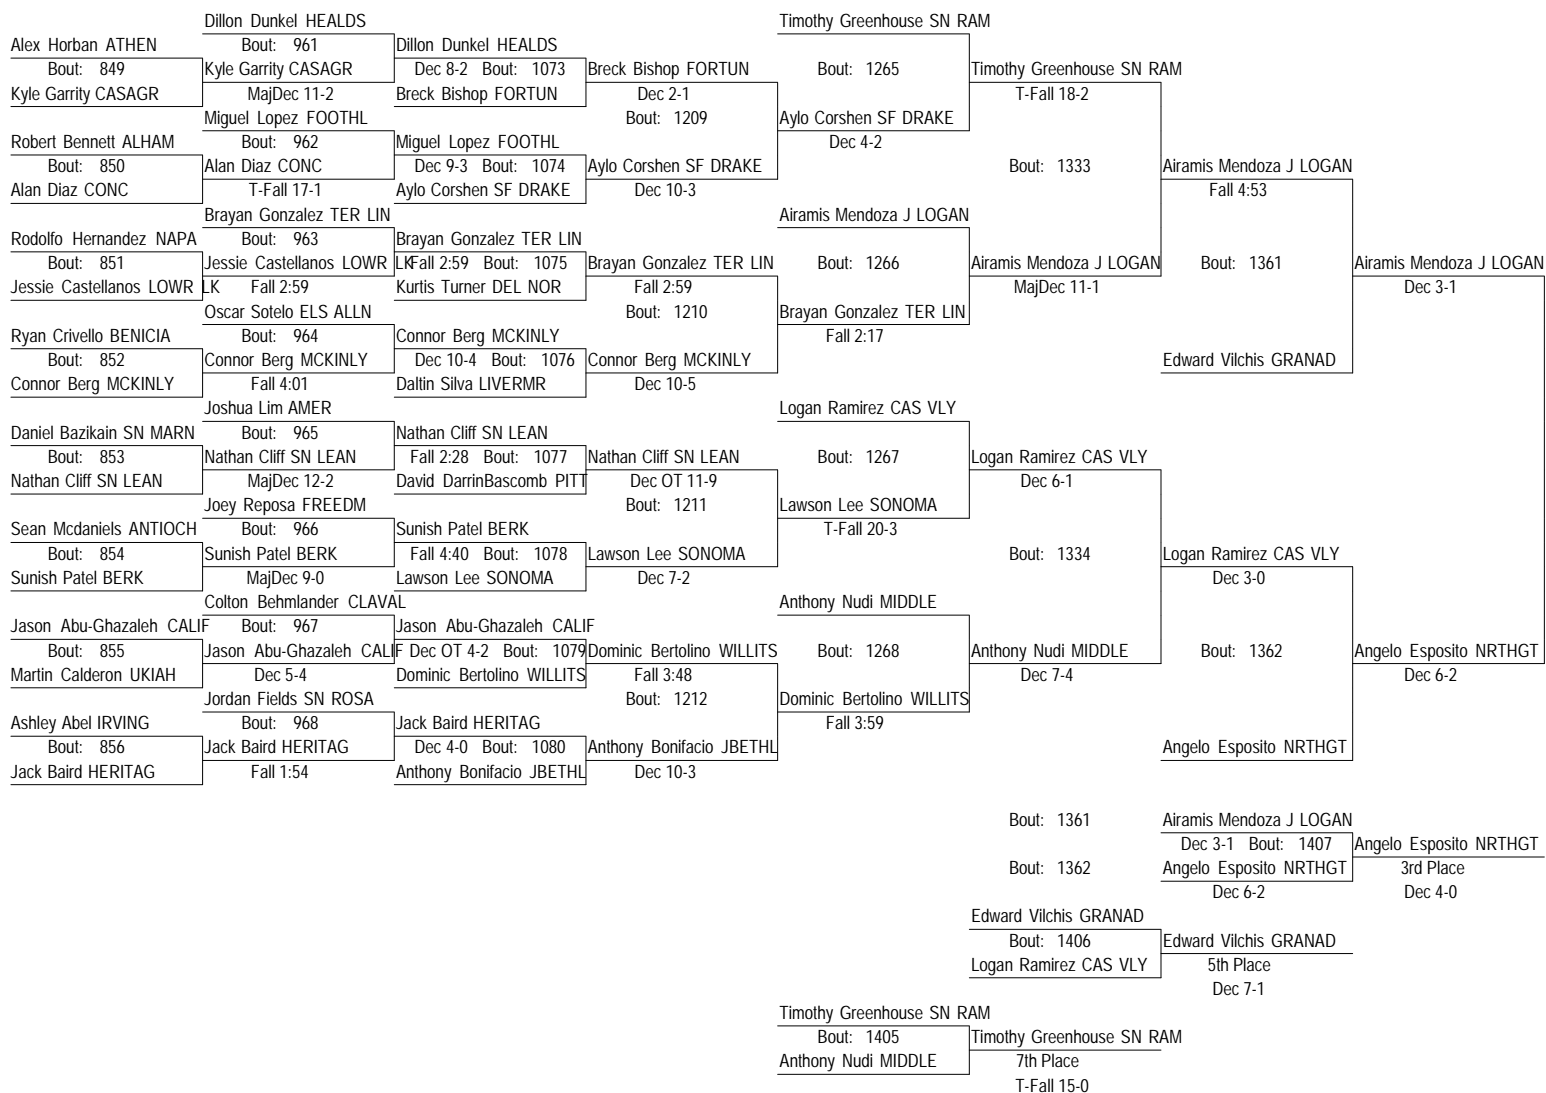 Dillon Dunkel HEALDS Timothy Greenhouse SN RAM
Alex Horban ATHEN Bout: 961 Dillon Dunkel HEALDS
Bout: 849 Kyle Garrity CASAGR Dec 8-2 Bout: 1073 Breck Bishop FORTUN Bout: 1265 Timothy Greenhouse SN RAM
Kyle Garrity CASAGR MajDec 11-2 Breck Bishop FORTUN Dec 2-1 T-Fall 18-2
Miguel Lopez FOOTHL Bout: 1209 Aylo Corshen SF DRAKE
Robert Bennett ALHAM Bout: 962 Miguel Lopez FOOTHL Dec 4-2
Bout: 850 Alan Diaz CONC Dec 9-3 Bout: 1074 Aylo Corshen SF DRAKE Bout: 1333 Airamis Mendoza J LOGAN
Alan Diaz CONC T-Fall 17-1 Aylo Corshen SF DRAKE Dec 10-3 Fall 4:53
Brayan Gonzalez TER LIN Airamis Mendoza J LOGAN
Rodolfo Hernandez NAPA Bout: 963 Brayan Gonzalez TER LIN
Bout: 851 Jessie Castellanos LOWR LK Fall 2:59 Bout: 1075 Brayan Gonzalez TER LIN Bout: 1266 Airamis Mendoza J LOGAN Bout: 1361 Airamis Mendoza J LOGAN
Jessie Castellanos LOWR LK Fall 2:59 Kurtis Turner DEL NOR Fall 2:59 MajDec 11-1 Dec 3-1
Oscar Sotelo ELS ALLN Bout: 1210 Brayan Gonzalez TER LIN
Ryan Crivello BENICIA Bout: 964 Connor Berg MCKINLY Fall 2:17
Bout: 852 Connor Berg MCKINLY Dec 10-4 Bout: 1076 Connor Berg MCKINLY Edward Vilchis GRANAD
Connor Berg MCKINLY Fall 4:01 Daltin Silva LIVERMR Dec 10-5
Joshua Lim AMER Logan Ramirez CAS VLY
Daniel Bazikain SN MARN Bout: 965 Nathan Cliff SN LEAN
Bout: 853 Nathan Cliff SN LEAN Fall 2:28 Bout: 1077 Nathan Cliff SN LEAN Bout: 1267 Logan Ramirez CAS VLY
Nathan Cliff SN LEAN MajDec 12-2 David DarrinBascomb PITT Dec OT 11-9 Dec 6-1
Joey Reposa FREEDM Bout: 1211 Lawson Lee SONOMA
Sean Mcdaniels ANTIOCH Bout: 966 Sunish Patel BERK T-Fall 20-3
Bout: 854 Sunish Patel BERK Fall 4:40 Bout: 1078 Lawson Lee SONOMA Bout: 1334 Logan Ramirez CAS VLY
Sunish Patel BERK MajDec 9-0 Lawson Lee SONOMA Dec 7-2 Dec 3-0
Colton Behmlander CLAVAL Anthony Nudi MIDDLE
Jason Abu-Ghazaleh CALIF Bout: 967 Jason Abu-Ghazaleh CALIF
Bout: 855 Jason Abu-Ghazaleh CALIF Dec OT 4-2 Bout: 1079 Dominic Bertolino WILLITS Bout: 1268 Anthony Nudi MIDDLE Bout: 1362 Angelo Esposito NRTHGT
Martin Calderon UKIAH Dec 5-4 Dominic Bertolino WILLITS Fall 3:48 Dec 7-4 Dec 6-2
Jordan Fields SN ROSA Bout: 1212 Dominic Bertolino WILLITS
Ashley Abel IRVING Bout: 968 Jack Baird HERITAG Fall 3:59
Bout: 856 Jack Baird HERITAG Dec 4-0 Bout: 1080 Anthony Bonifacio JBETHL Angelo Esposito NRTHGT
Jack Baird HERITAG Fall 1:54 Anthony Bonifacio JBETHL Dec 10-3
Bout: 1361 Airamis Mendoza J LOGAN
Dec 3-1 Bout: 1407 Angelo Esposito NRTHGT
Bout: 1362 Angelo Esposito NRTHGT 3rd Place
Dec 6-2 Dec 4-0
Edward Vilchis GRANAD
Bout: 1406 Edward Vilchis GRANAD
Logan Ramirez CAS VLY 5th Place
Dec 7-1
Timothy Greenhouse SN RAM
Bout: 1405 Timothy Greenhouse SN RAM
Anthony Nudi MIDDLE 7th Place
T-Fall 15-0